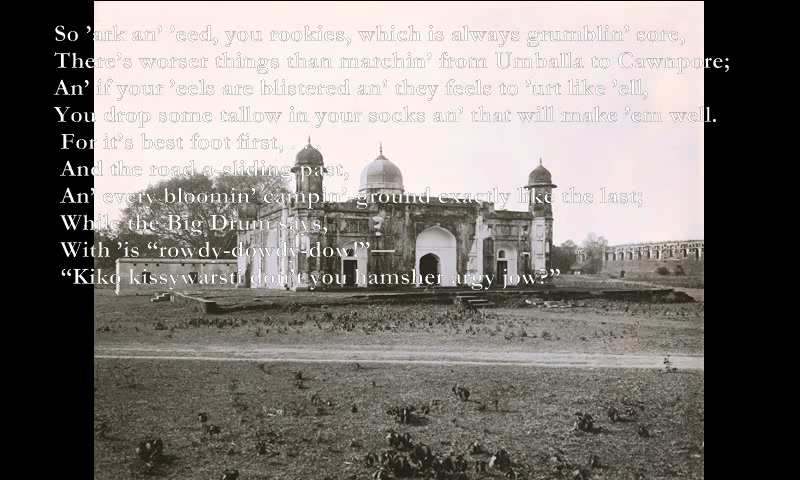 So ’ark an’ ’eed, you rookies, which is always grumblin’ sore,
There’s worser things than marchin’ from Umballa to Cawnpore;
An’ if your ’eels are blistered an’ they feels to ’urt like ’ell,
You drop some tallow in your socks an’ that will make ’em well.
For it’s best foot first,
And the road a-sliding past,
An’ every bloomin’ campin’ ground exactly like the last;
While the Big Drum says,
With ’is “rowdy-dowdy-dow!”—
“Kiko kissywarsti don’t you hamsher argy jow?”